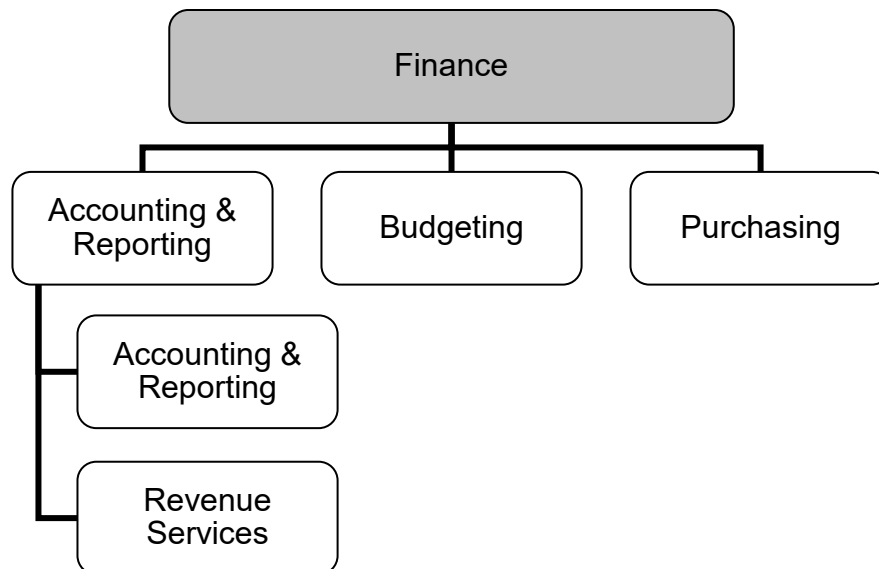 Finance
Accounting &
Reporting
Budgeting
Purchasing
Accounting &
Reporting
Revenue
Services